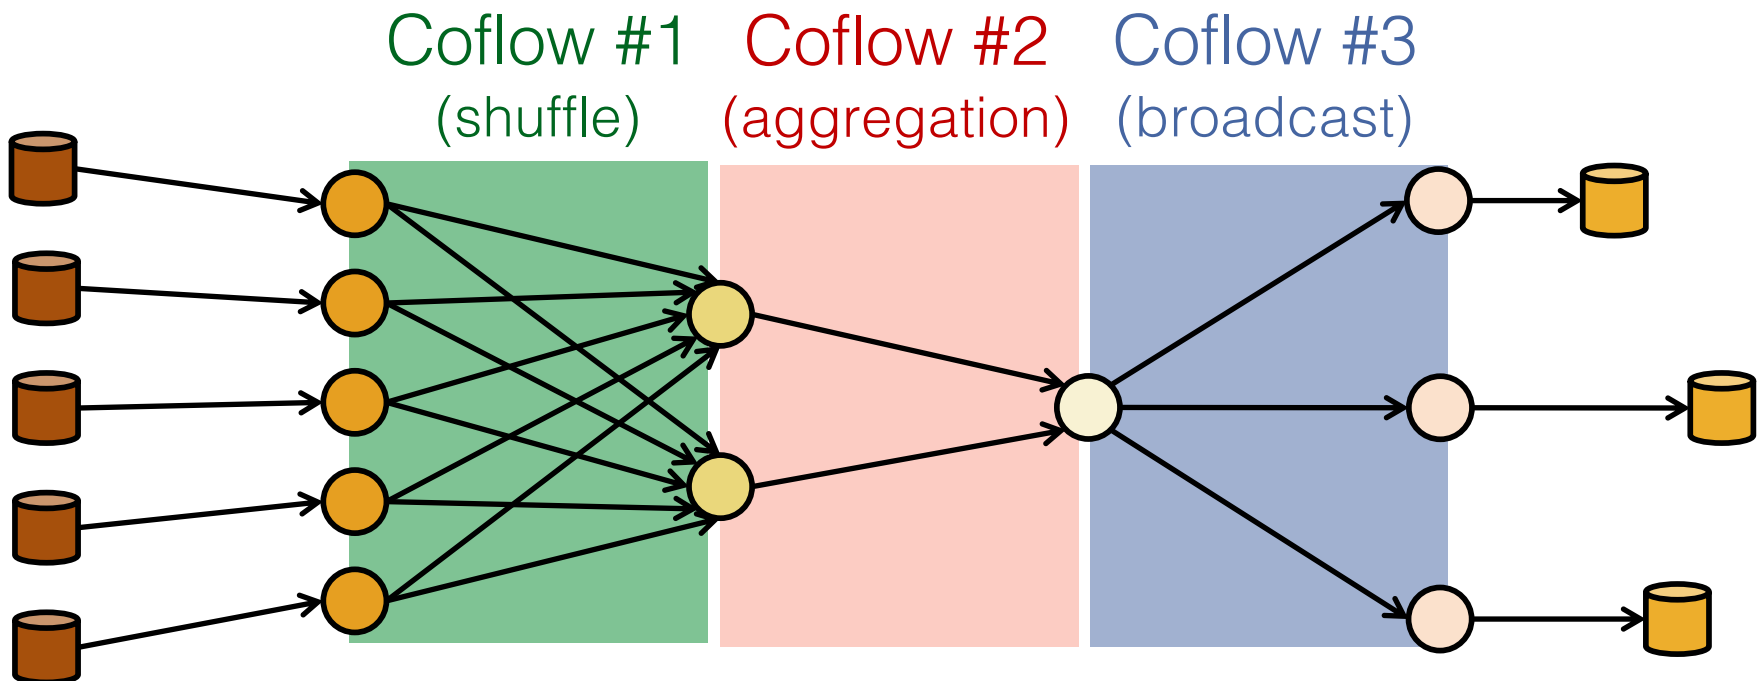 Coflow #1
(shuffle)
Coflow #2
(aggregation)
Coflow #3
(broadcast)